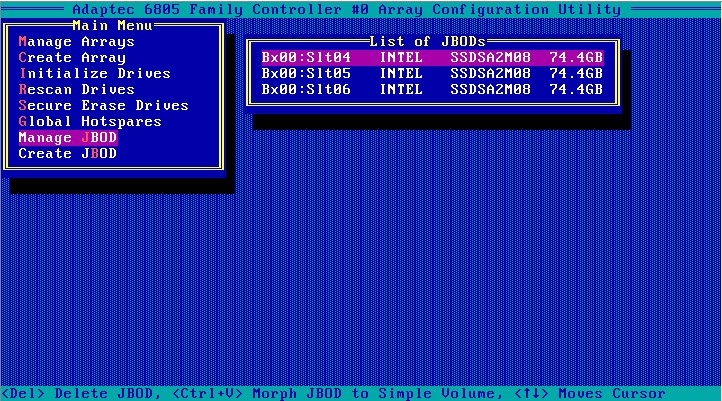 Adaptec 6805 Family Controller #0 Array Configuration Utility
Main Menu
Manage Arrays
Create Array
Initialize Drives
Rescan Drives
Secure Erase Drives
Global Hotspares
Manage JBOD
Create JBOD
List of JBODs
Bx00:Slt04 INTEL SSDSA2M08 74.4GB
Bx00:Slt05 INTEL SSDSA2M08 74.4GB
Bx00:Slt06 INTEL SSDSA2M08 74.4GB
<Del> Delete JBOD, <Ctrl+V> Morph JBOD to Simple Volume, <↑↓> Moves Cursor